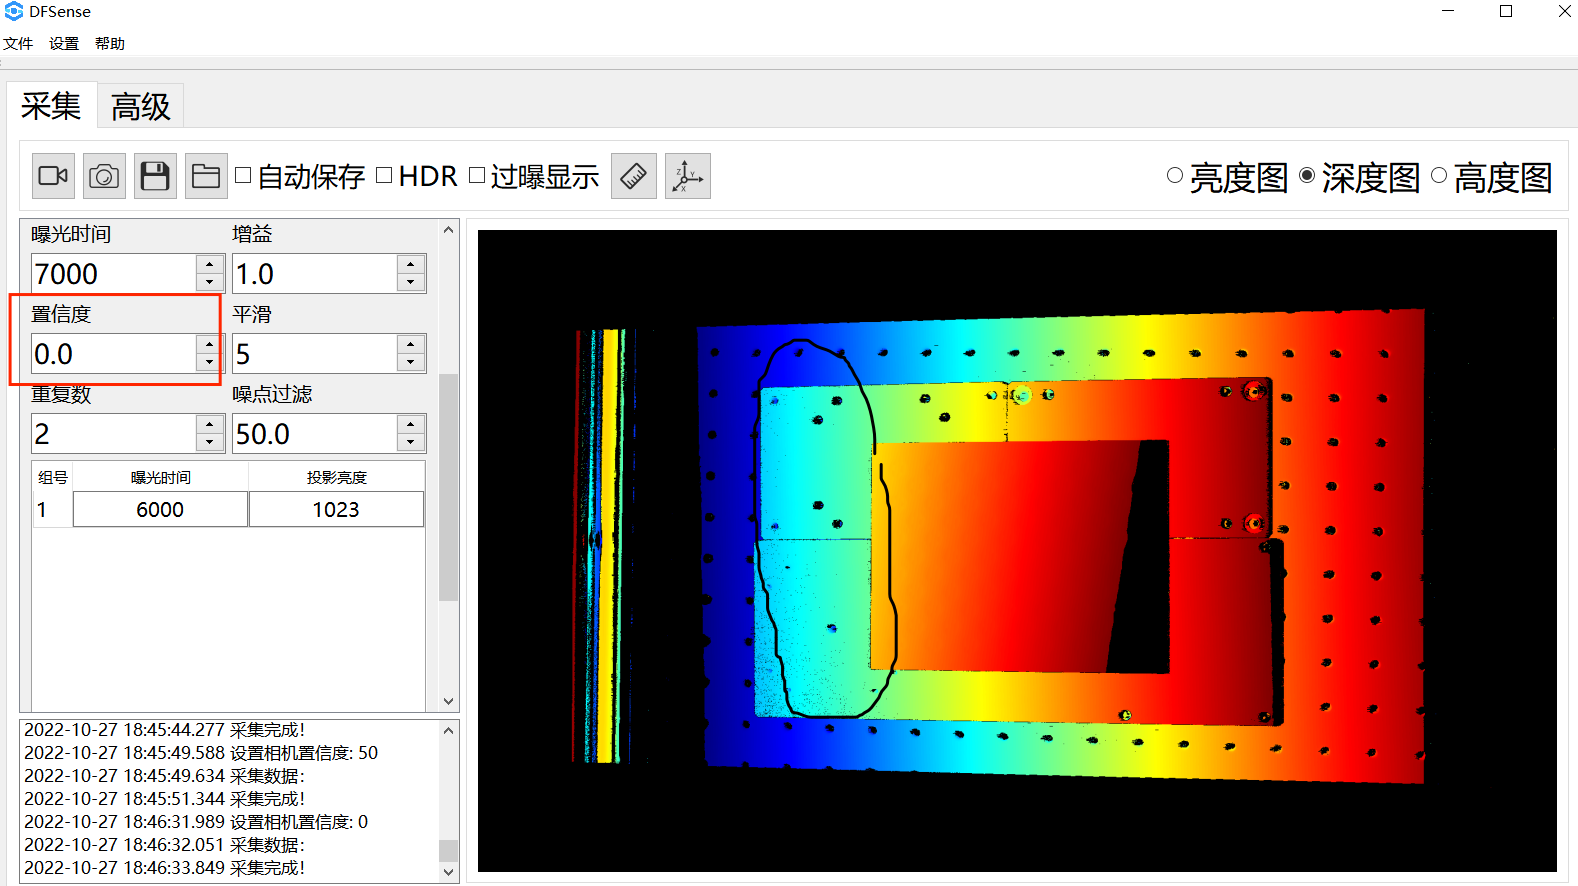 DFSense
文件 设置 帮助
采集 高级
自动保存 HDR 过曝显示 Z Y X 亮度图 深度图 高度图
曝光时间 增益
7000 1.0
置信度 平滑
0.0 5
重复数 噪点过滤
2 50.0
组号 曝光时间 投影亮度
1 6000 1023
2022-10-27 18:45:44.277 采集完成!
2022-10-27 18:45:49.588 设置相机置信度: 50
2022-10-27 18:45:49.634 采集数据:
2022-10-27 18:45:51.344 采集完成!
2022-10-27 18:46:31.989 设置相机置信度: 0
2022-10-27 18:46:32.051 采集数据:
2022-10-27 18:46:33.849 采集完成!